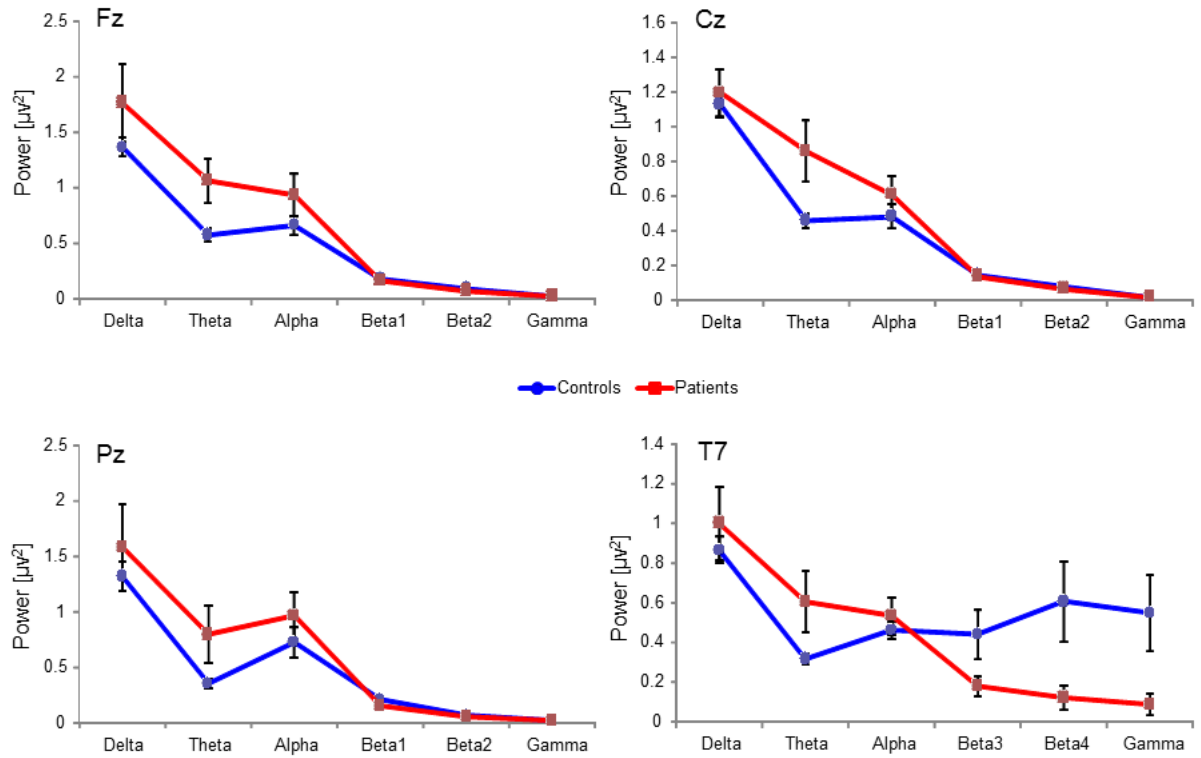 Fz
Power [µv²]
2.5
2
1.5
1
0.5
0
Delta Theta Alpha Beta1 Beta2 Gamma
Cz
Power [µv²]
1.6
1.4
1.2
1
0.8
0.6
0.4
0.2
0
Delta Theta Alpha Beta1 Beta2 Gamma
Controls Patients
Pz
Power [µv²]
2.5
2
1.5
1
0.5
0
Delta Theta Alpha Beta1 Beta2 Gamma
T7
Power [µv²]
1.4
1.2
1
0.8
0.6
0.4
0.2
0
Delta Theta Alpha Beta3 Beta4 Gamma